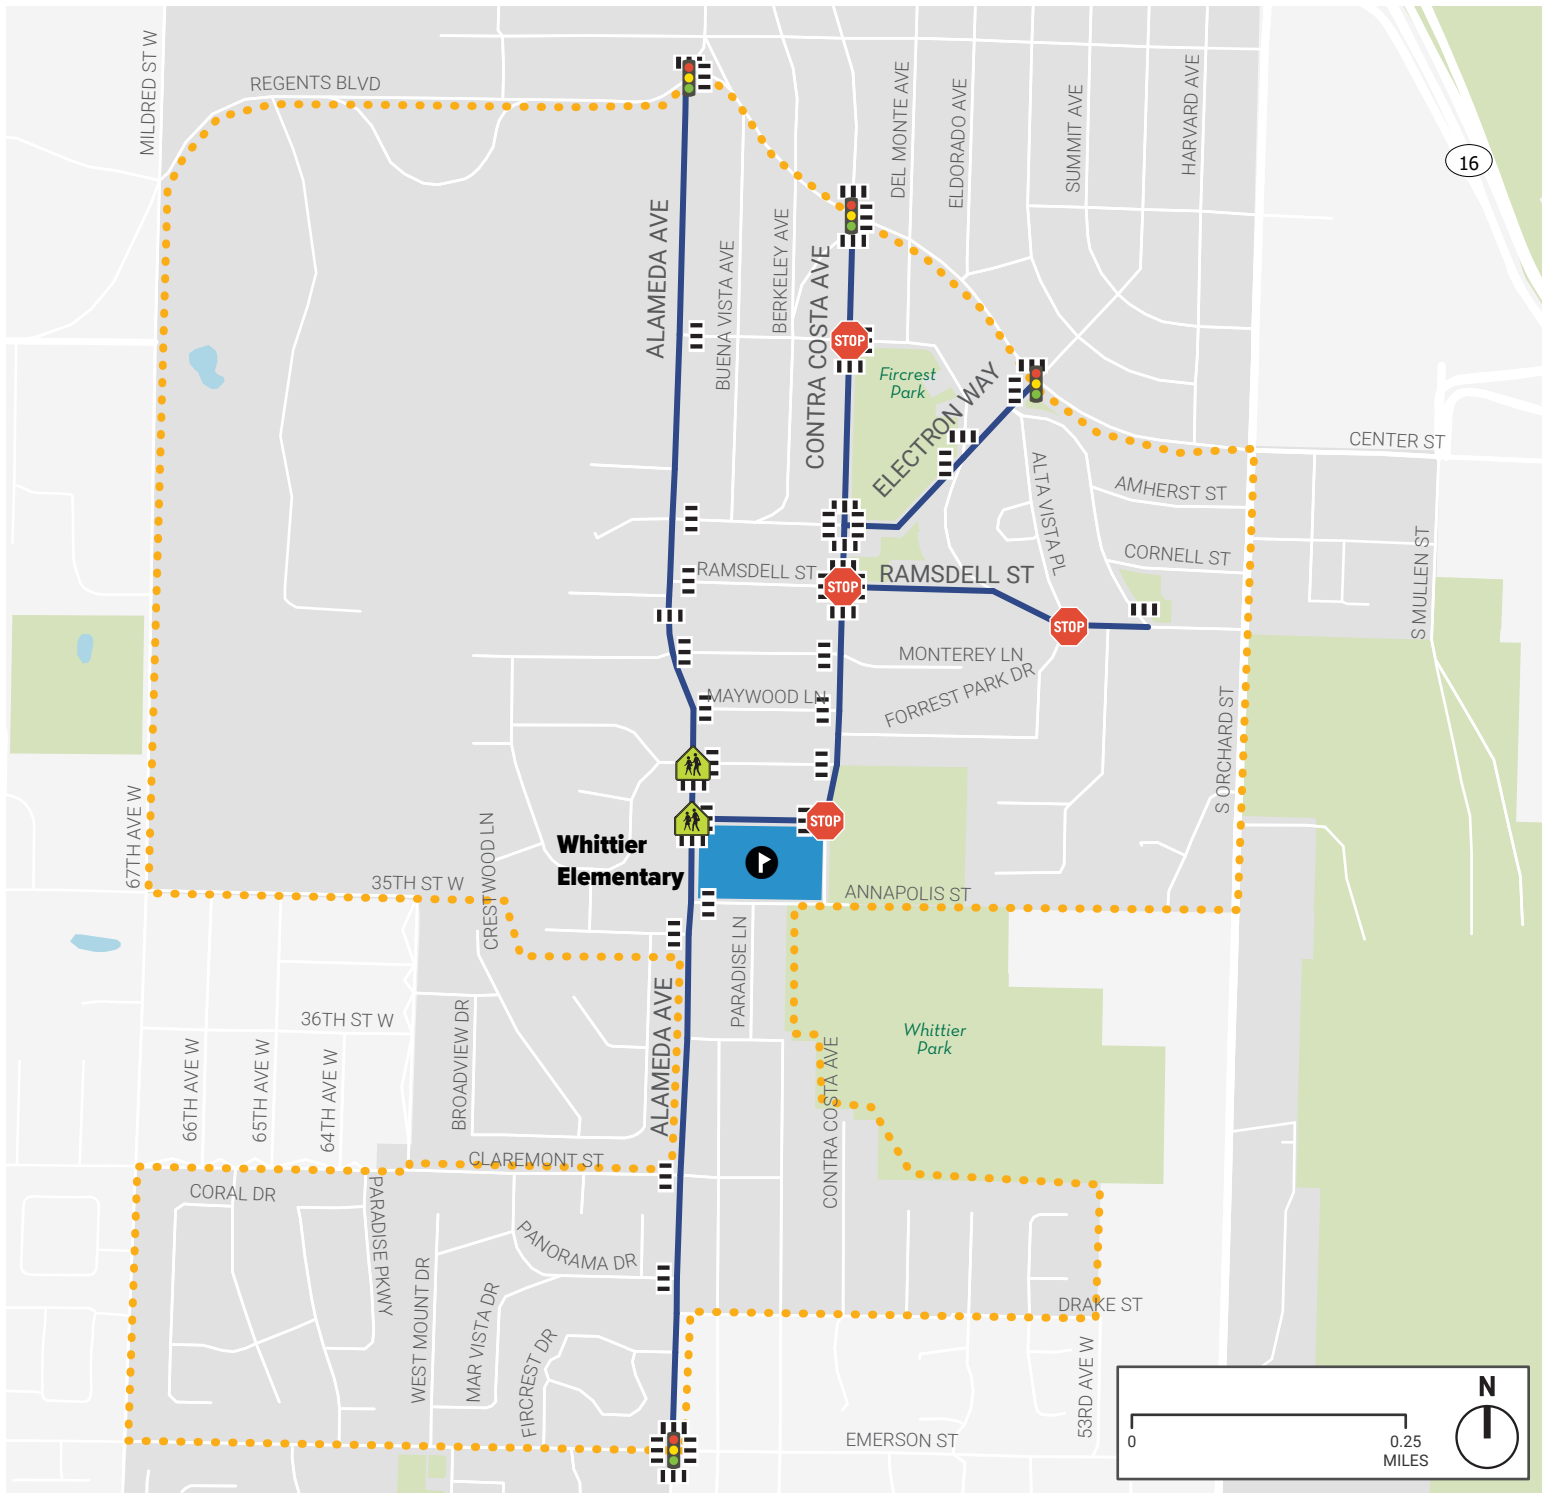 MILDRED ST W
REGENTS BLVD
DEL MONTE AVE
ELDORADO AVE
SUMMIT AVE
HARVARD AVE
16
ALAMEDA AVE
BUENA VISTA AVE
BERKELEY AVE
CONTRA COSTA AVE
STOP
Fircrest
Park
ELECTRON WAY
CENTER ST
ALTA VISTA PL
AMHERST ST
CORNELL ST
S MULLEN ST
RAMSDELL ST
STOP
RAMSDELL ST
STOP
MONTEREY LN
FORREST PARK DR
MAYWOOD LN
S ORCHARD ST
67TH AVE W
STOP
Whittier
Elementary
35TH ST W
CRESTWOOD LN
ANNAPOLIS ST
PARADISE LN
ALAMEDA AVE
36TH ST W
BROADVIEW DR
66TH AVE W
65TH AVE W
64TH AVE W
Whittier
Park
CONTRA COSTA AVE
CLAREMONT ST
CORAL DR
PARADISE PKWY
PANORAMA DR
WEST MOUNT DR
MAR VISTA DR
FIRCREST DR
DRAKE ST
53RD AVE W
EMERSON ST
N
0
0.25
MILES